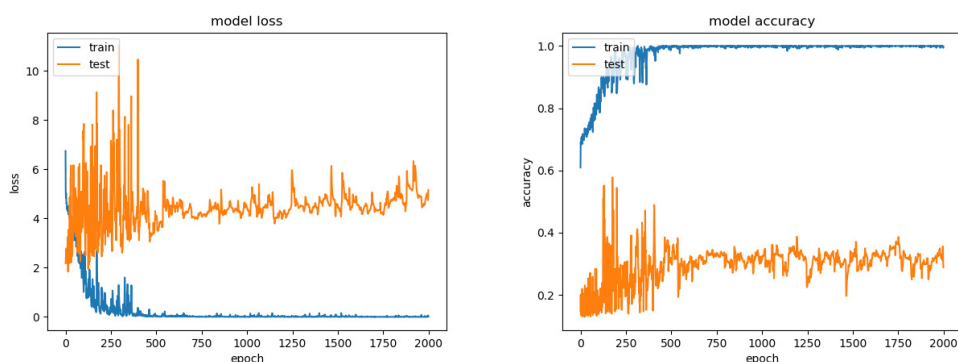 model loss
train
test
10
8
6
4
2
0
loss
0 250 500 750 1000 1250 1500 1750 2000
epoch
model accuracy
train
test
1.0
0.8
0.6
0.4
0.2
accuracy
0 250 500 750 1000 1250 1500 1750 2000
epoch